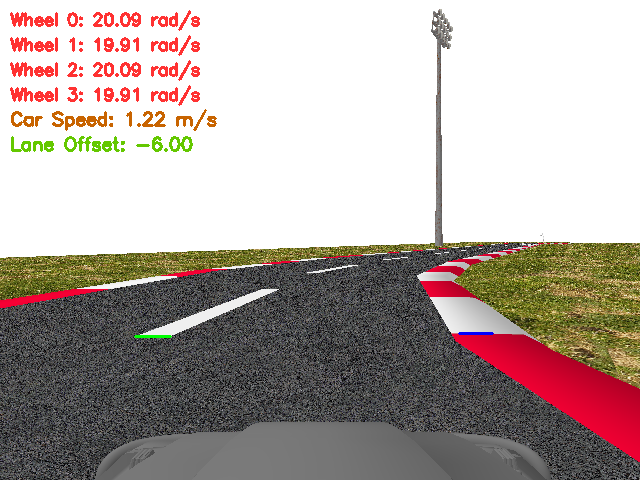 Wheel 0: 20.09 rad/s
Wheel 1: 19.91 rad/s
Wheel 2: 20.09 rad/s
Wheel 3: 19.91 rad/s
Car Speed: 1.22 m/s
Lane Offset: -6.00